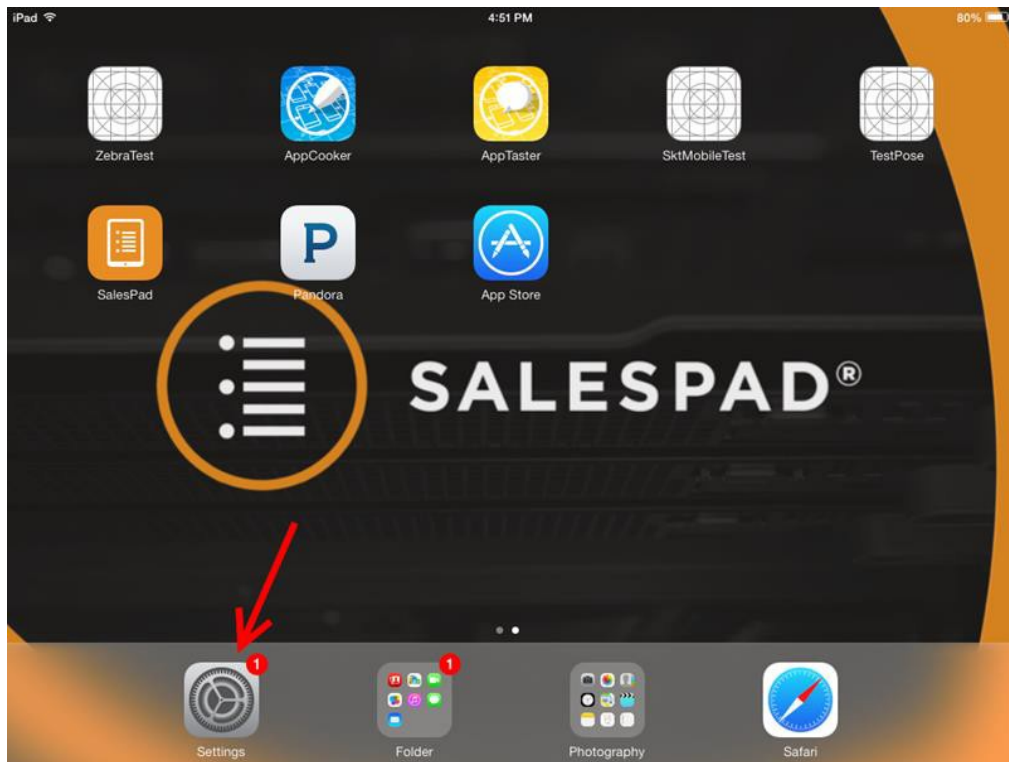 iPad 4:51 PM 80%
ZebraTest AppCooker AppTaster SktMobileTest TestPose
P
SalesPad Pandora App Store
SALESPAD®
1 1
Settings Folder Photography Safari